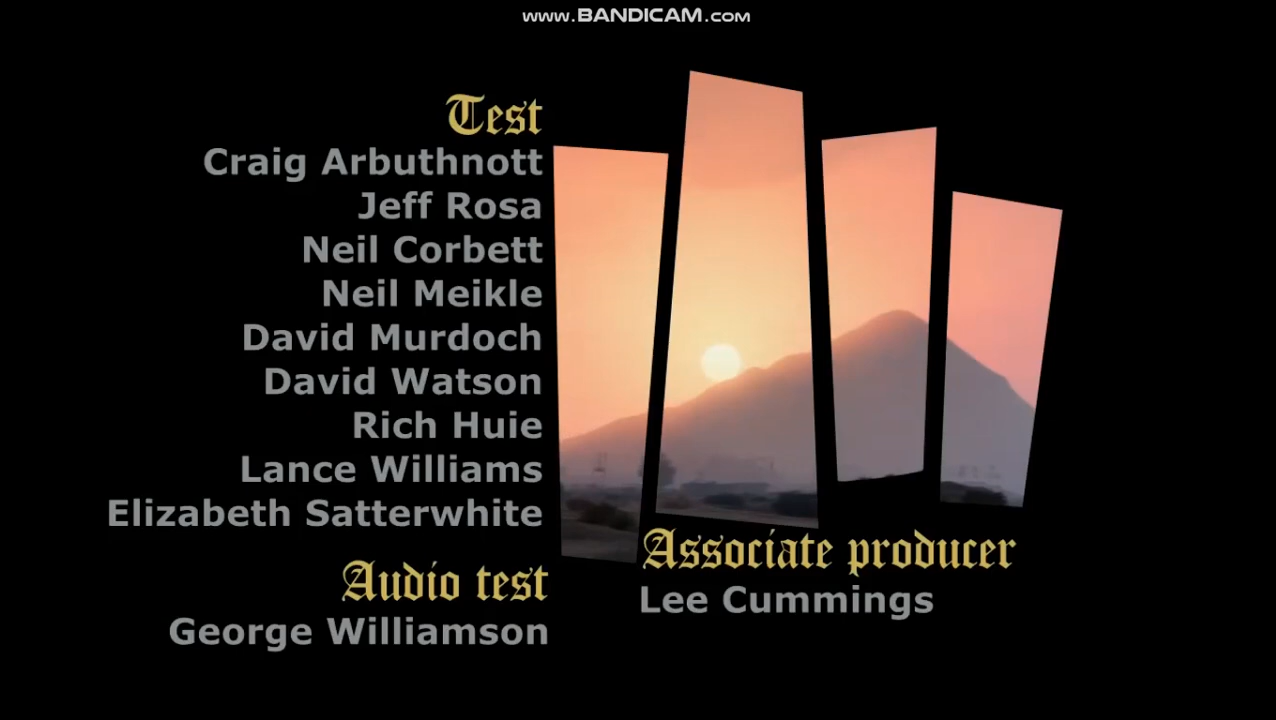 www.BANDICAM.com
Test
Craig Arbuthnott
Jeff Rosa
Neil Corbett
Neil Meikle
David Murdoch
David Watson
Rich Huie
Lance Williams
Elizabeth Satterwhite
Audio test
George Williamson
Associate producer
Lee Cummings